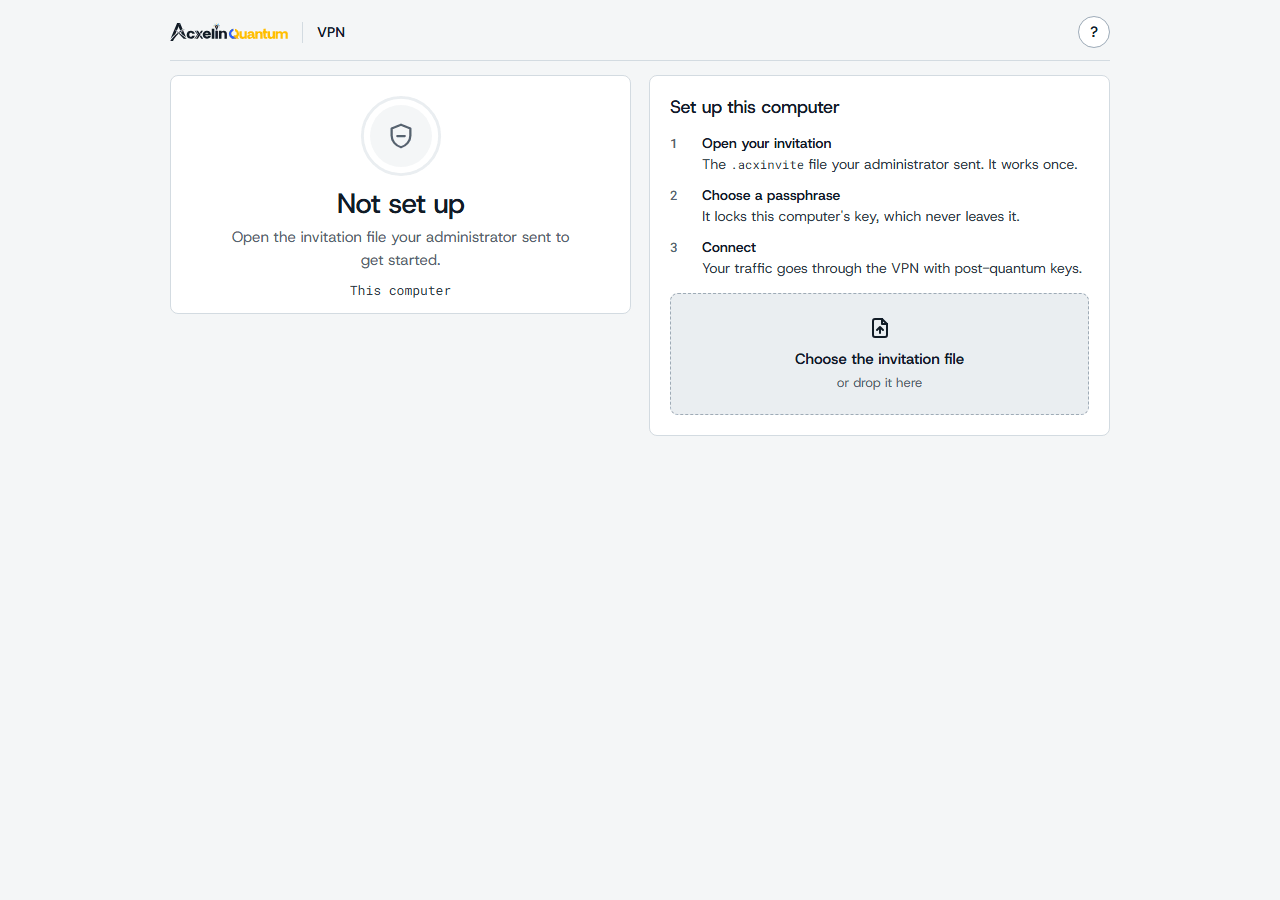 Acxelin Quantum
VPN
?
Not set up
Open the invitation file your administrator sent to
get started.
This computer
Set up this computer
1 Open your invitation
The .acxinvite file your administrator sent. It works once.
2 Choose a passphrase
It locks this computer's key, which never leaves it.
3 Connect
Your traffic goes through the VPN with post-quantum keys.
Choose the invitation file
or drop it here